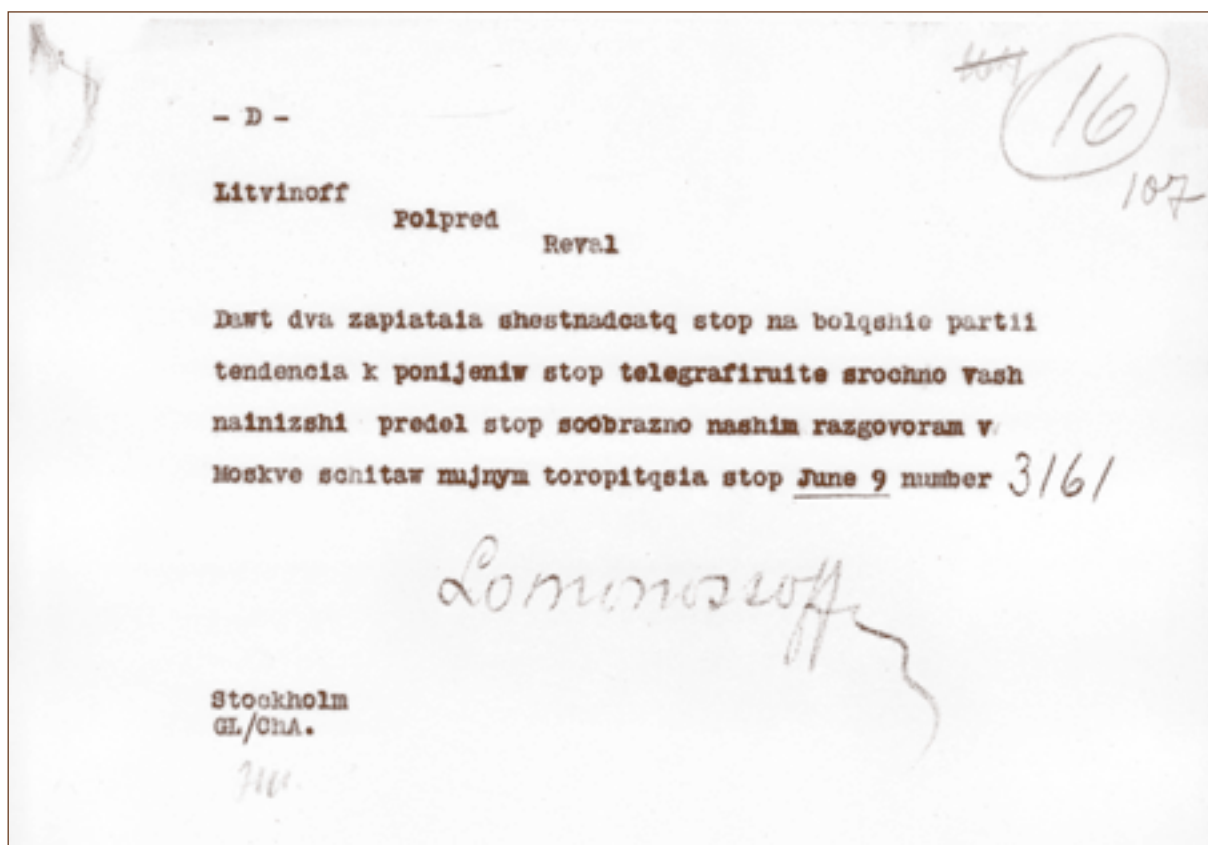 16
107
- D -
Litvinoff
Polpred
Reval
Dawt dva zapiataia shestnadcatq stop na bolqshie partii
tendencia k ponijeniw stop telegrafiruite srochno vash
nainizshi predel stop soobrazno nashim razgovoram v
Moskve schitaw nujnym toropitqsia stop June 9 number 3161
Lomonossoff
Stockholm
GL/ChA.